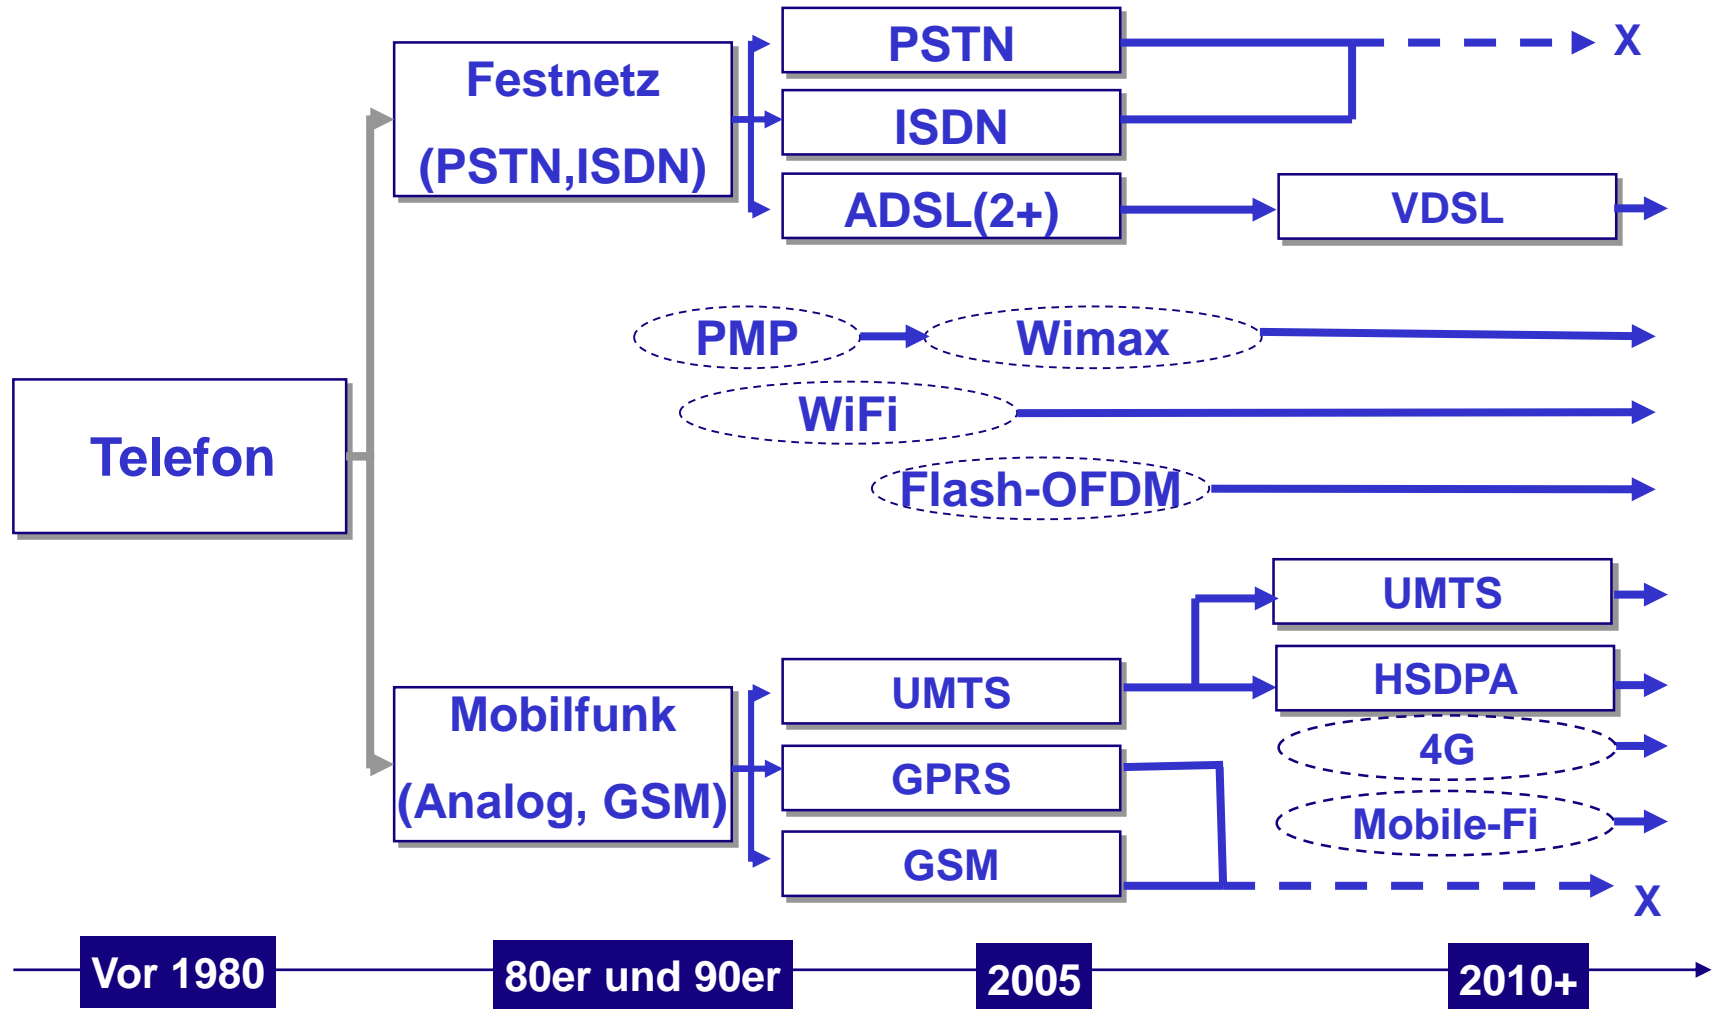 PSTN
X
Festnetz
(PSTN,ISDN)
ISDN
ADSL(2+)
VDSL
PMP
Wimax
WiFi
Telefon
Flash-OFDM
UMTS
HSDPA
UMTS
Mobilfunk
(Analog, GSM)
4G
GPRS
Mobile-Fi
GSM
X
Vor 1980
80er und 90er
2005
2010+